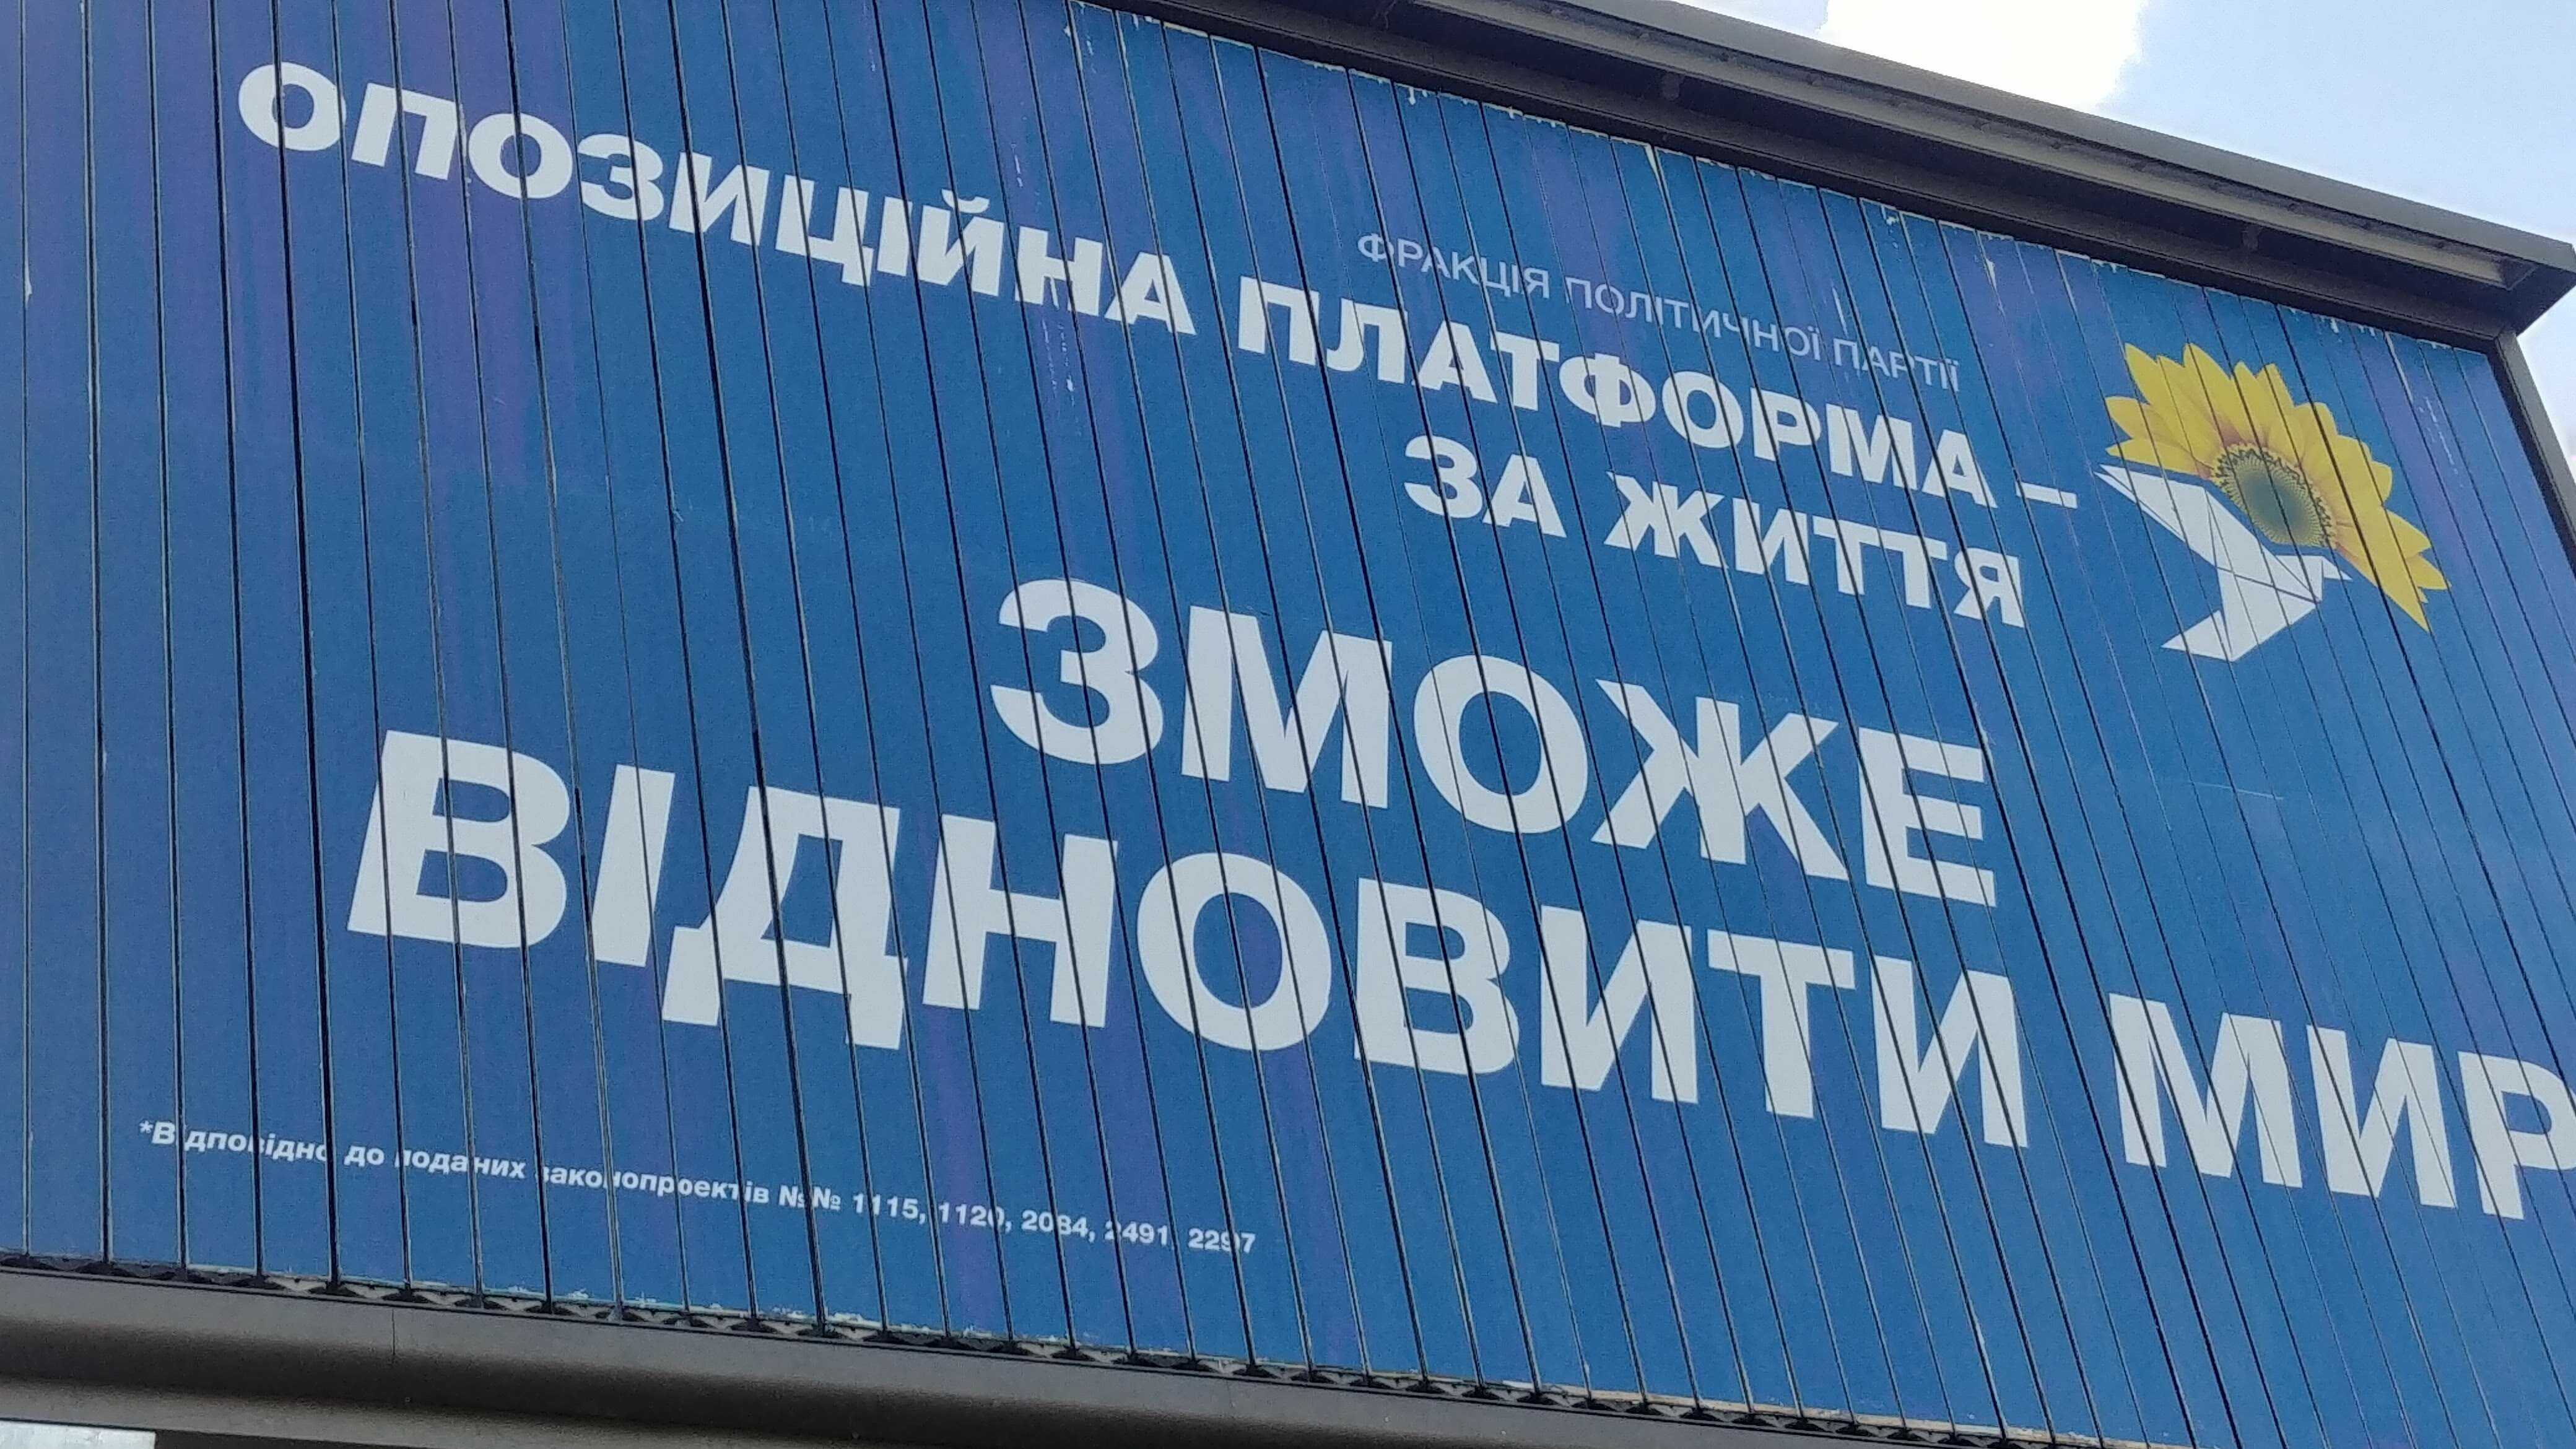 ФРАКЦІЯ ПОЛІТИЧНОЇ ПАРТІЇ
ОПОЗИЦІЙНА ПЛАТФОРМА –
ЗА ЖИТТЯ
ЗМОЖЕ
ВІДНОВИТИ МИР
*Відповідно до поданих законопроектів №№ 1115, 1120, 2084, 2491, 2297